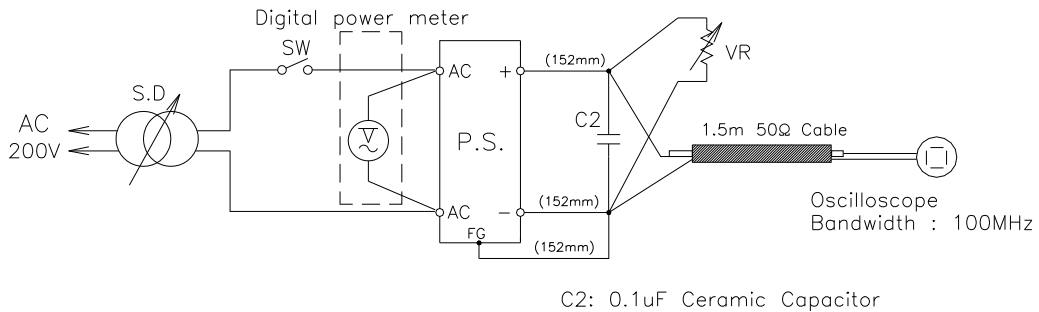 Digital power meter
SW
S.D
AC
200V
AC
+
(152mm)
VR
V
P.S.
C2
1.5m 50Ω Cable
AC
−
(152mm)
FG
(152mm)
Oscilloscope
Bandwidth : 100MHz
C2: 0.1uF Ceramic Capacitor